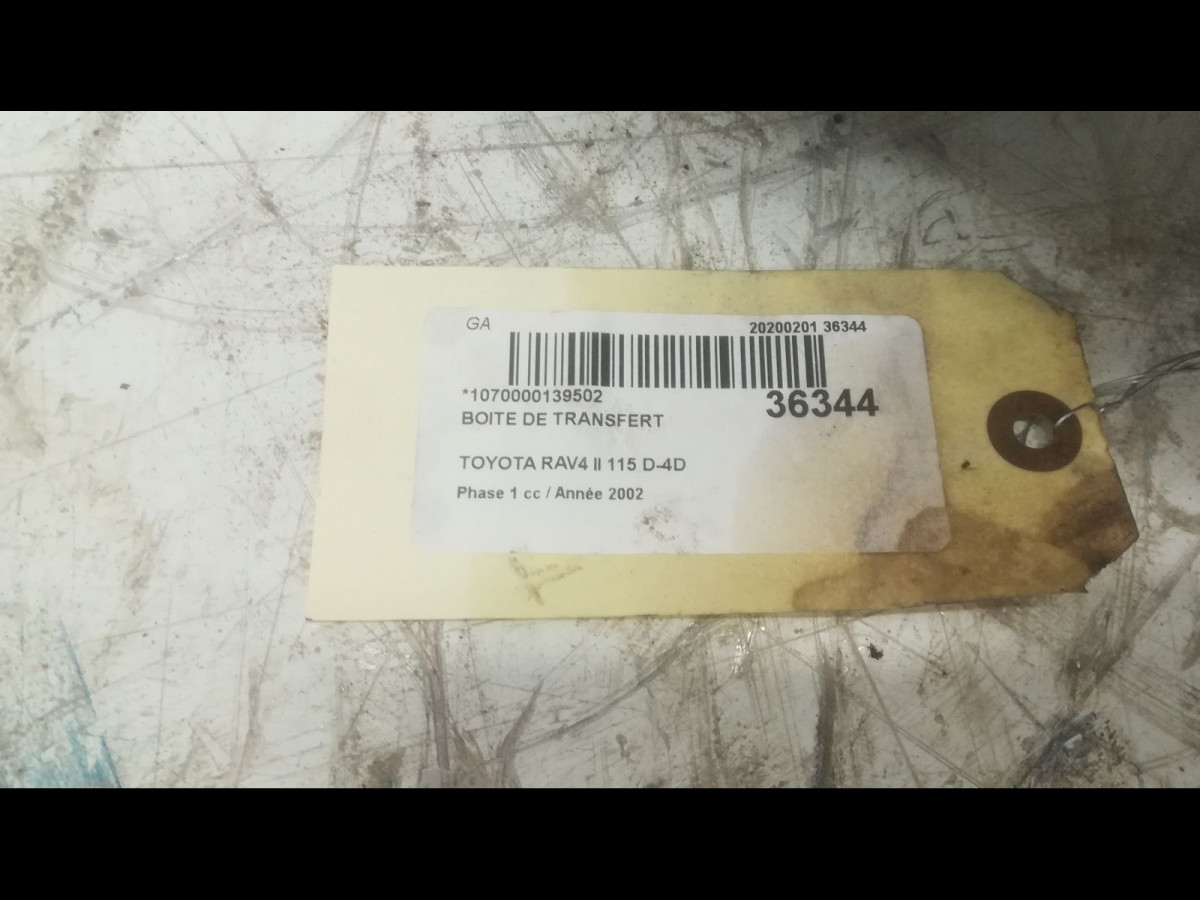 GA
20200201 36344
*1070000139502
36344
BOITE DE TRANSFERT
TOYOTA RAV4 II 115 D-4D
Phase 1 cc / Année 2002